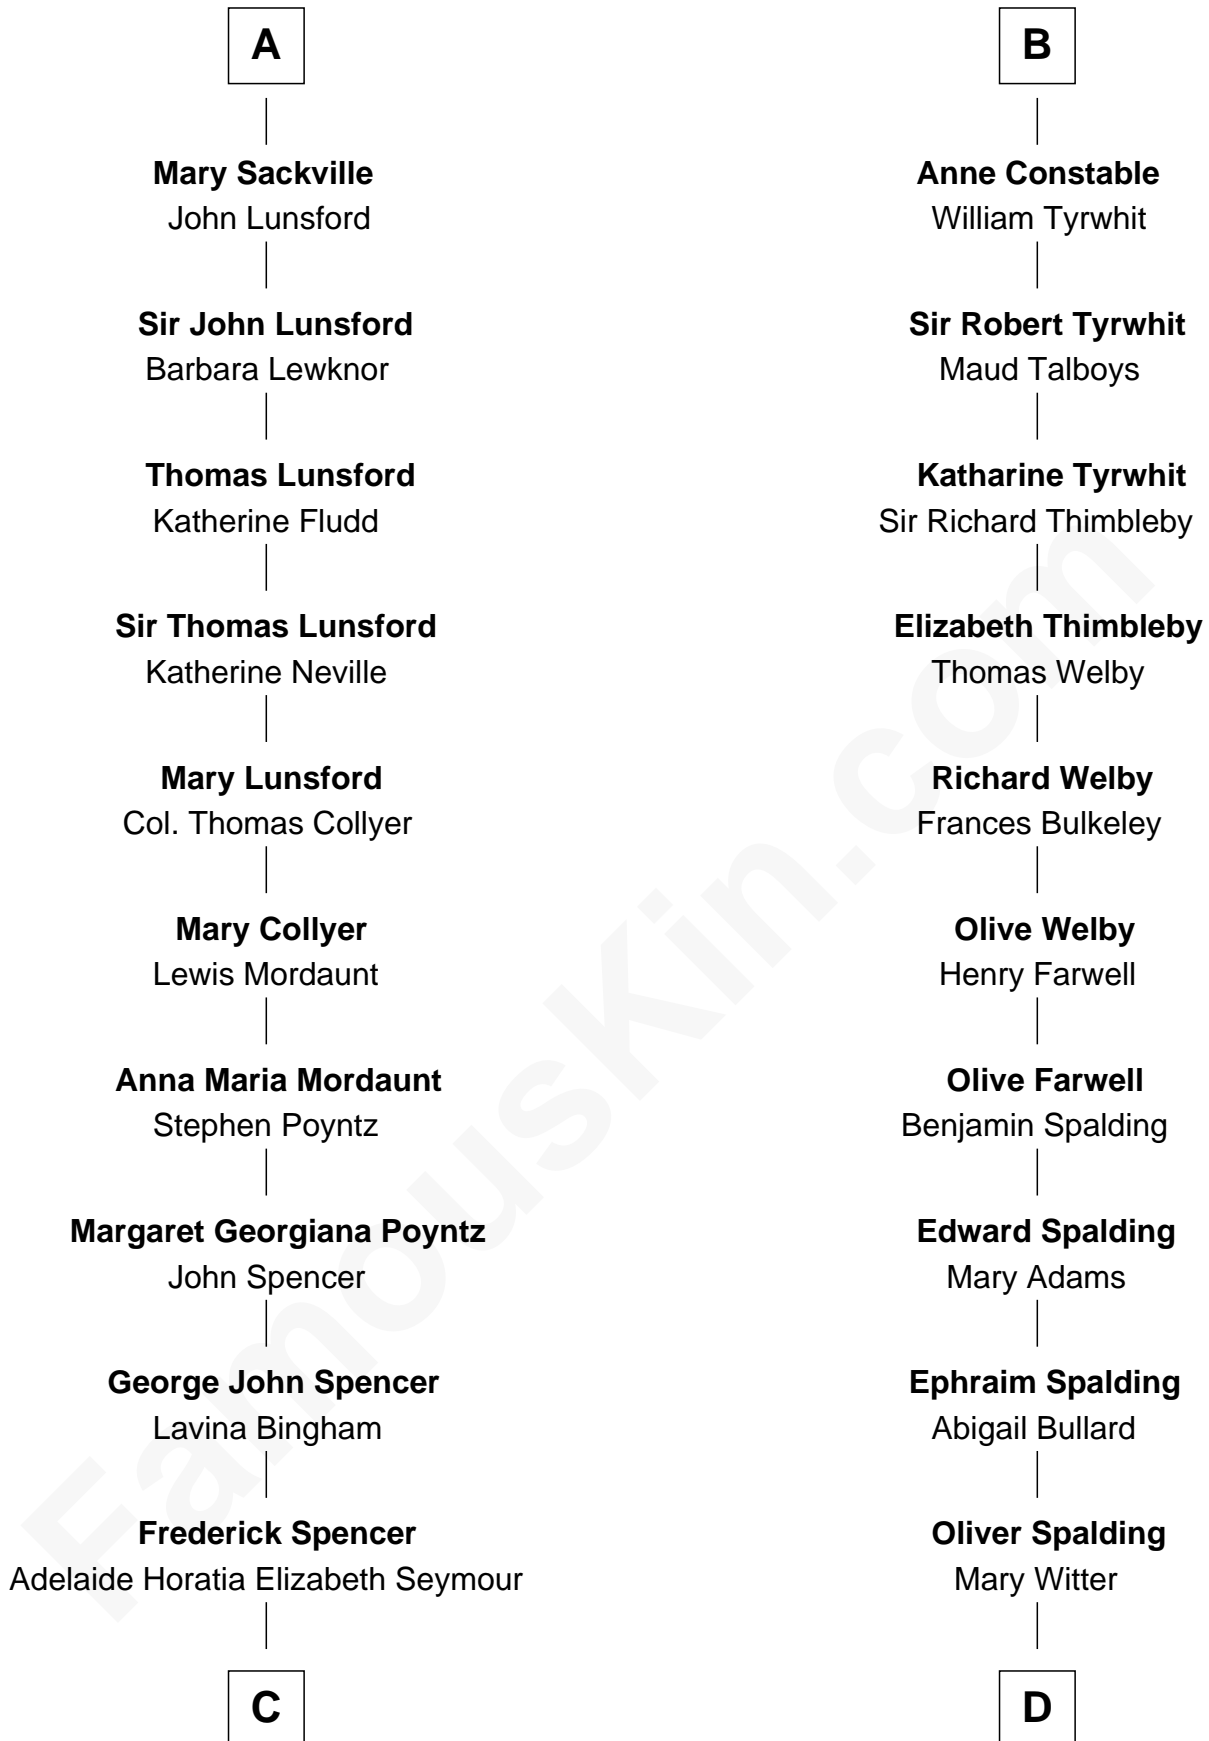 A
Mary Sackville
John Lunsford
Sir John Lunsford
Barbara Lewknor
Thomas Lunsford
Katherine Fludd
Sir Thomas Lunsford
Katherine Neville
Mary Lunsford
Col. Thomas Collyer
Mary Collyer
Lewis Mordaunt
Anna Maria Mordaunt
Stephen Poyntz
Margaret Georgiana Poyntz
John Spencer
George John Spencer
Lavina Bingham
Frederick Spencer
Adelaide Horatia Elizabeth Seymour
C
B
Anne Constable
William Tyrwhit
Sir Robert Tyrwhit
Maud Talboys
Katharine Tyrwhit
Sir Richard Thimbleby
Elizabeth Thimbleby
Thomas Welby
Richard Welby
Frances Bulkeley
Olive Welby
Henry Farwell
Olive Farwell
Benjamin Spalding
Edward Spalding
Mary Adams
Ephraim Spalding
Abigail Bullard
Oliver Spalding
Mary Witter
D
FamousKin.com